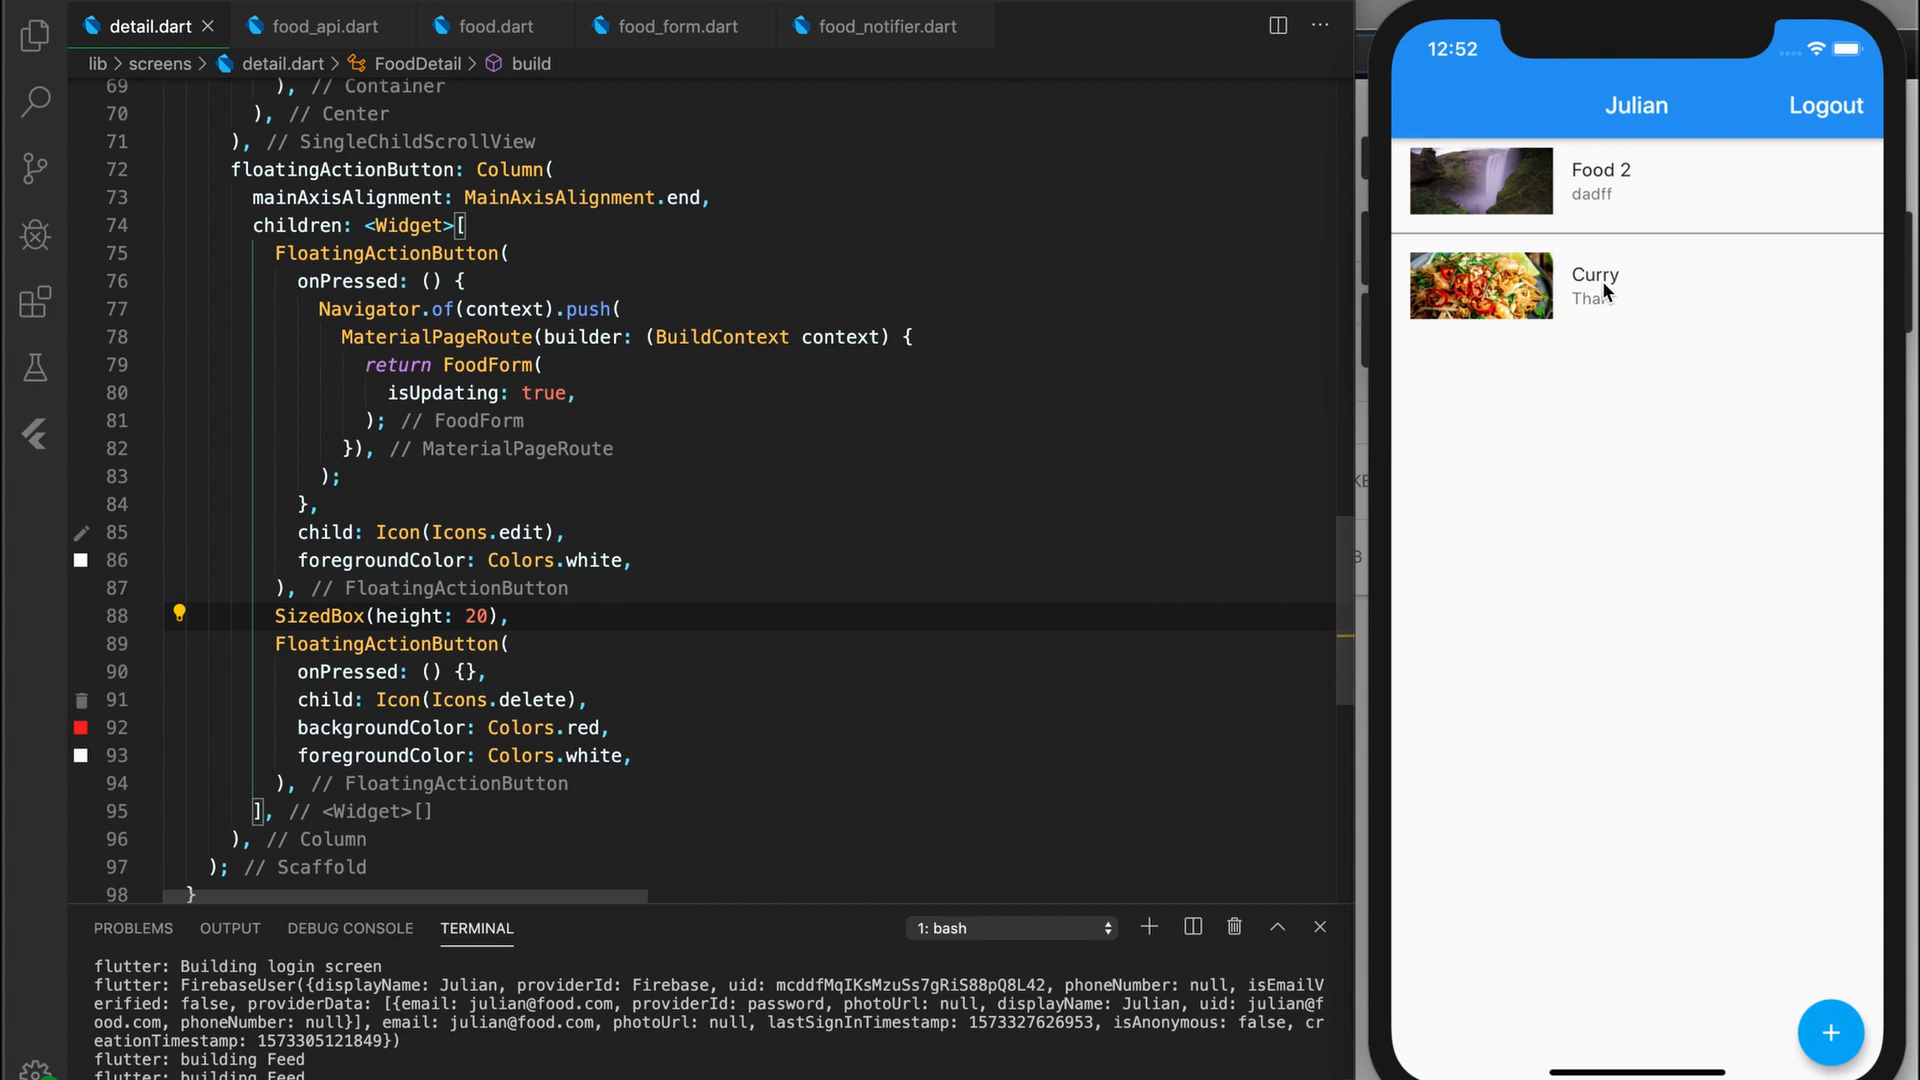 detail.dart
food_api.dart
food.dart
food_form.dart
food_notifier.dart
lib > screens > detail.dart > FoodDetail > build
69 ), // Container
70 ), // Center
71 ), // SingleChildScrollView
72 floatingActionButton: Column(
73 mainAxisAlignment: MainAxisAlignment.end,
74 children: <Widget>[
75 FloatingActionButton(
76 onPressed: () {
77 Navigator.of(context).push(
78 MaterialPageRoute(builder: (BuildContext context) {
79 return FoodForm(
80 isUpdating: true,
81 ); // FoodForm
82 }), // MaterialPageRoute
83 );
84 },
85 child: Icon(Icons.edit),
86 foregroundColor: Colors.white,
87 ), // FloatingActionButton
88 SizedBox(height: 20),
89 FloatingActionButton(
90 onPressed: () {},
91 child: Icon(Icons.delete),
92 backgroundColor: Colors.red,
93 foregroundColor: Colors.white,
94 ), // FloatingActionButton
95 ], // <Widget>[]
96 ), // Column
97 ); // Scaffold
98 }
PROBLEMS OUTPUT DEBUG CONSOLE TERMINAL
1: bash
flutter: Building login screen
flutter: FirebaseUser({displayName: Julian, providerId: Firebase, uid: mcddfMqIKsMzuSs7gRiS88pQ8L42, phoneNumber: null, isEmailV
erified: false, providerData: [{email: julian@food.com, providerId: password, photoUrl: null, displayName: Julian, uid: julian@f
ood.com, phoneNumber: null}], email: julian@food.com, photoUrl: null, lastSignInTimestamp: 1573327626953, isAnonymous: false, cr
eationTimestamp: 1573305121849})
flutter: building Feed
flutter: building Feed
12:52
Julian
Logout
Food 2
dadff
Curry
+